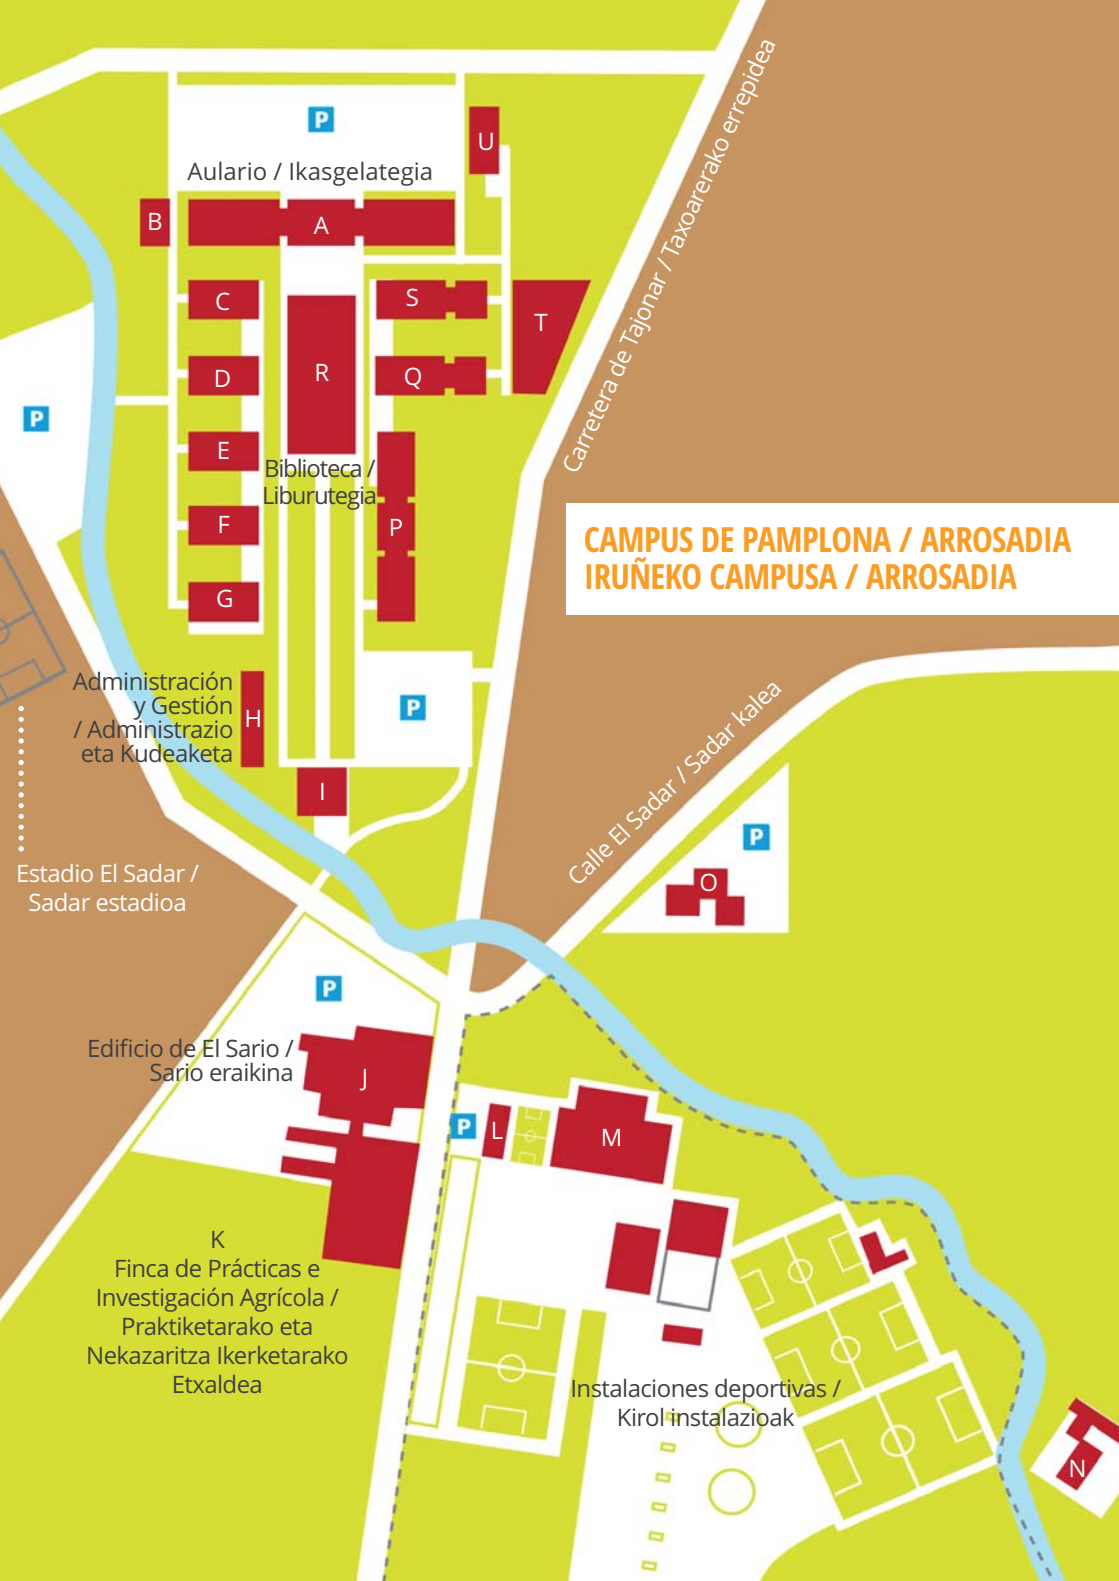 P
U
Aulario / Ikasgelategia
B
A
Carretera de Tajonar / Taxoarerako errepidea
C
S
T
D
R
Q
P
E
Biblioteca /
Liburutegia
F
P
CAMPUS DE PAMPLONA / ARROSADIA
IRUÑEKO CAMPUSA / ARROSADIA
G
Administración
y Gestión
/ Administrazio
eta Kudeaketa
H
P
I
Calle El Sadar / Sadar kalea
P
O
Estadio El Sadar /
Sadar estadioa
P
Edificio de El Sario /
Sario eraikina
J
P
L
M
K
Finca de Prácticas e
Investigación Agrícola /
Praktiketarako eta
Nekazaritza Ikerketarako
Etxaldea
Instalaciones deportivas /
Kirol instalazioak
N